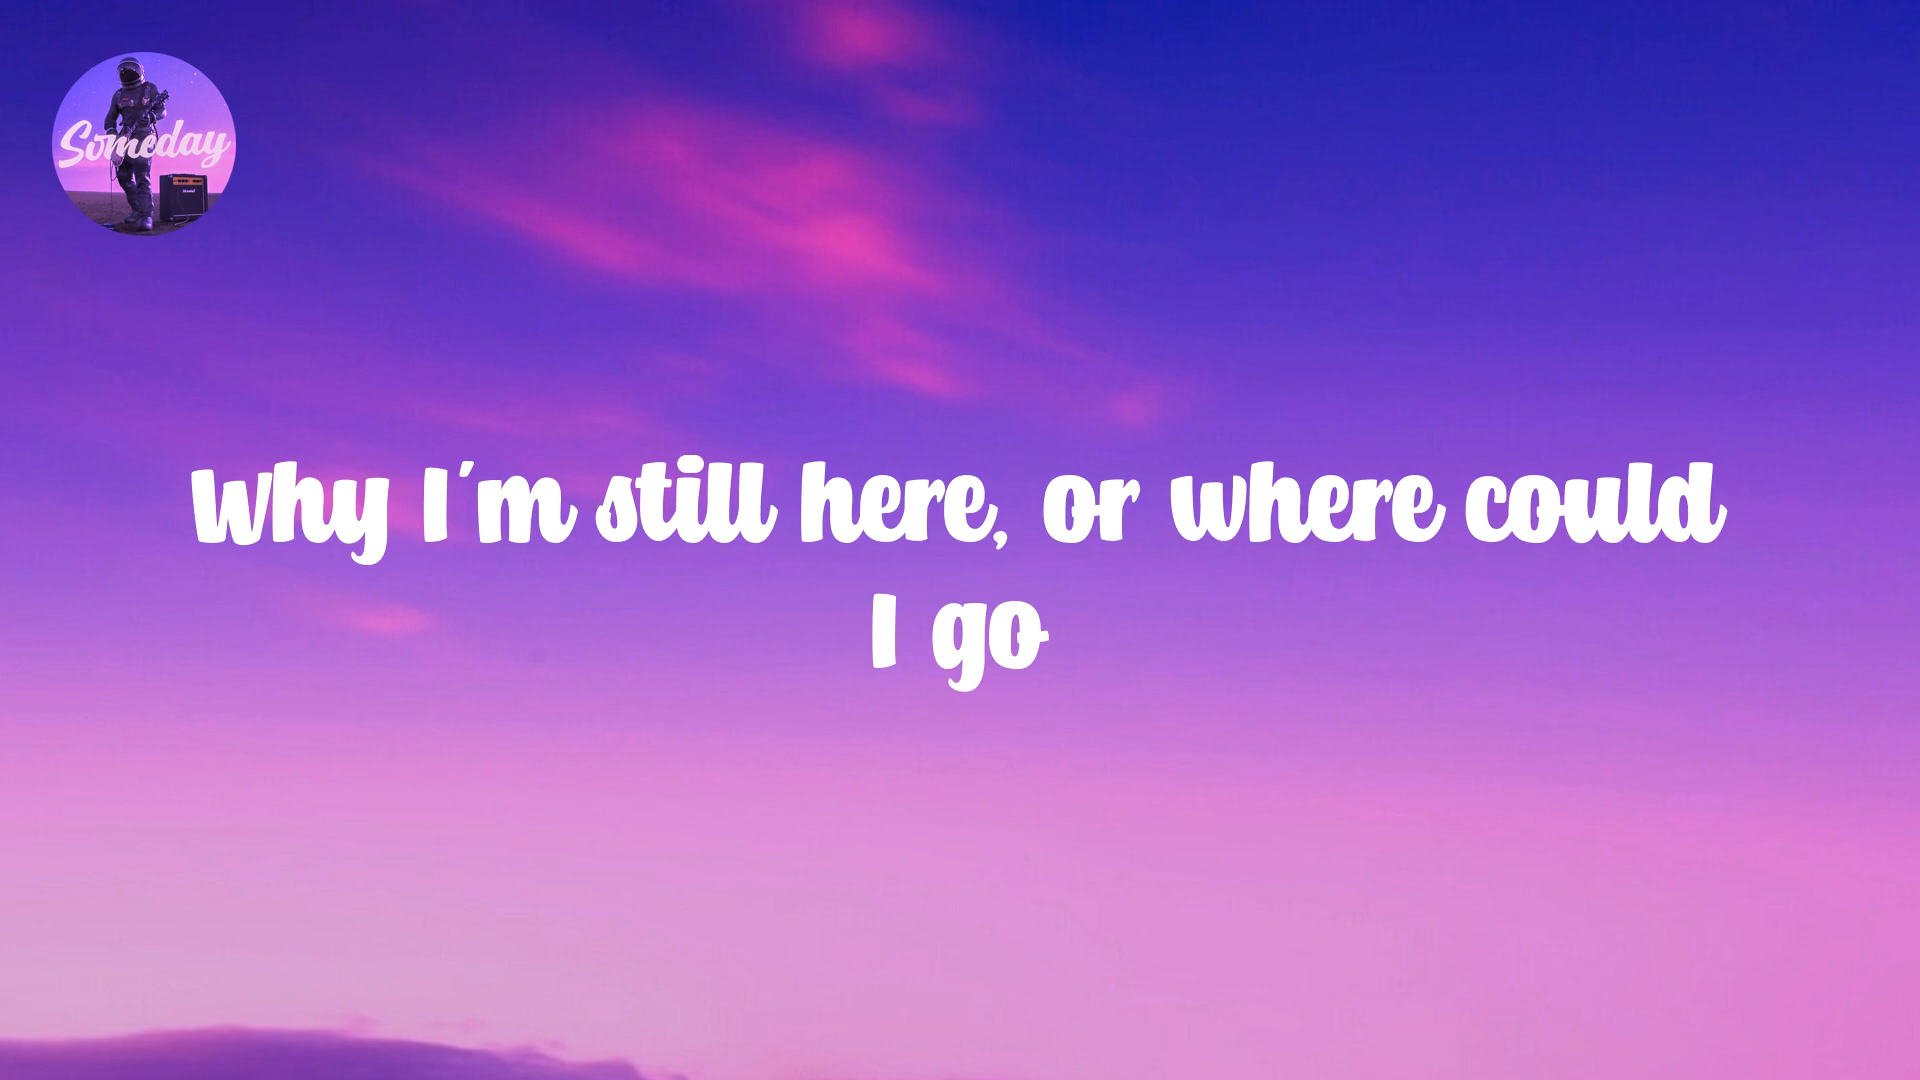 Someday
Why I'm still here, or where could
I go